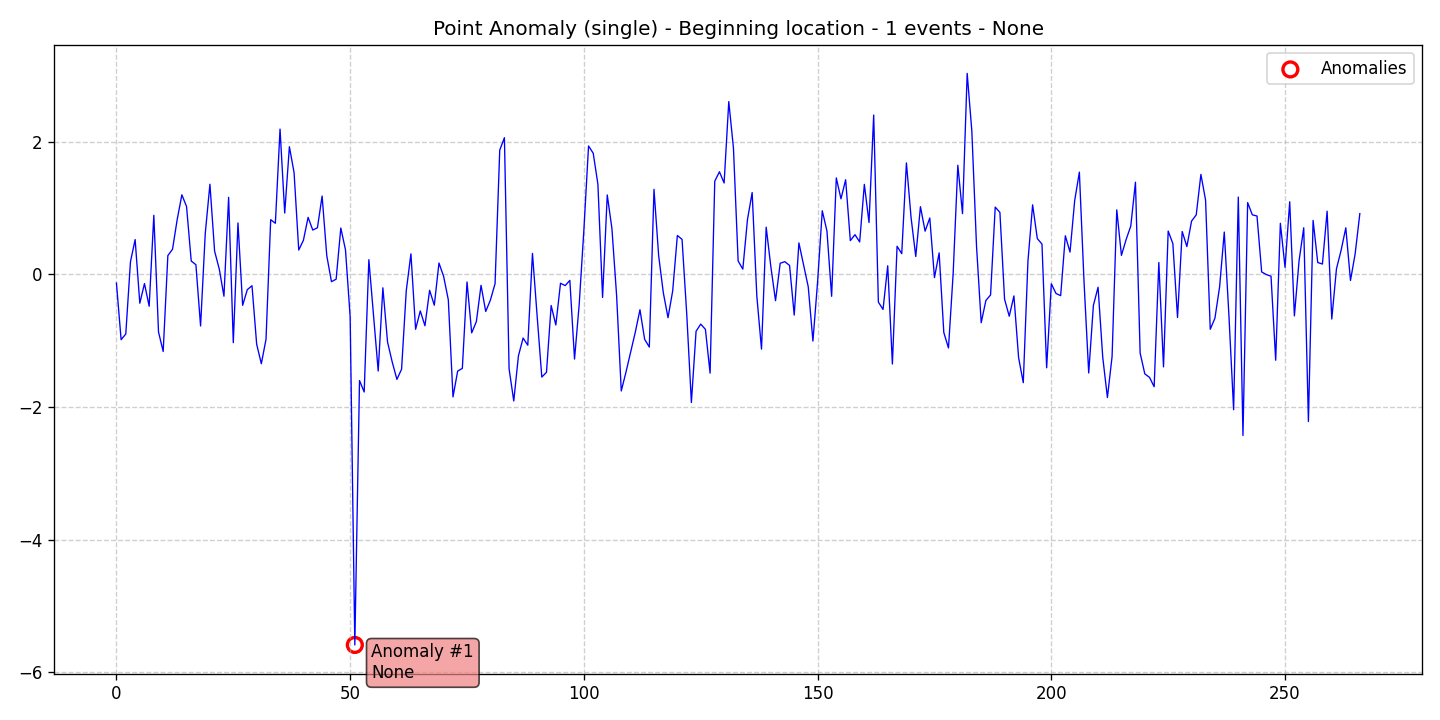 Point Anomaly (single) - Beginning location - 1 events - None
Anomalies
2
0
−2
−4
−6
Anomaly #1
None
0
50
100
150
200
250